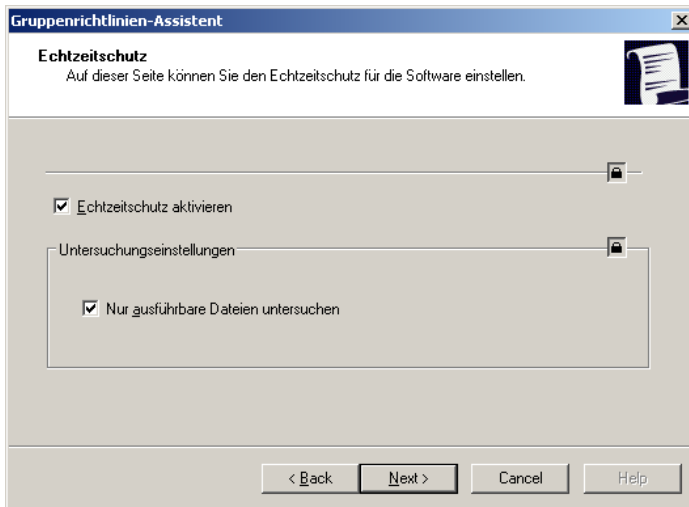 Gruppenrichtlinien-Assistent
Echtzeitschutz
Auf dieser Seite können Sie den Echtzeitschutz für die Software einstellen.
Echtzeitschutz aktivieren
Untersuchungseinstellungen
Nur ausführbare Dateien untersuchen
< Back Next > Cancel Help